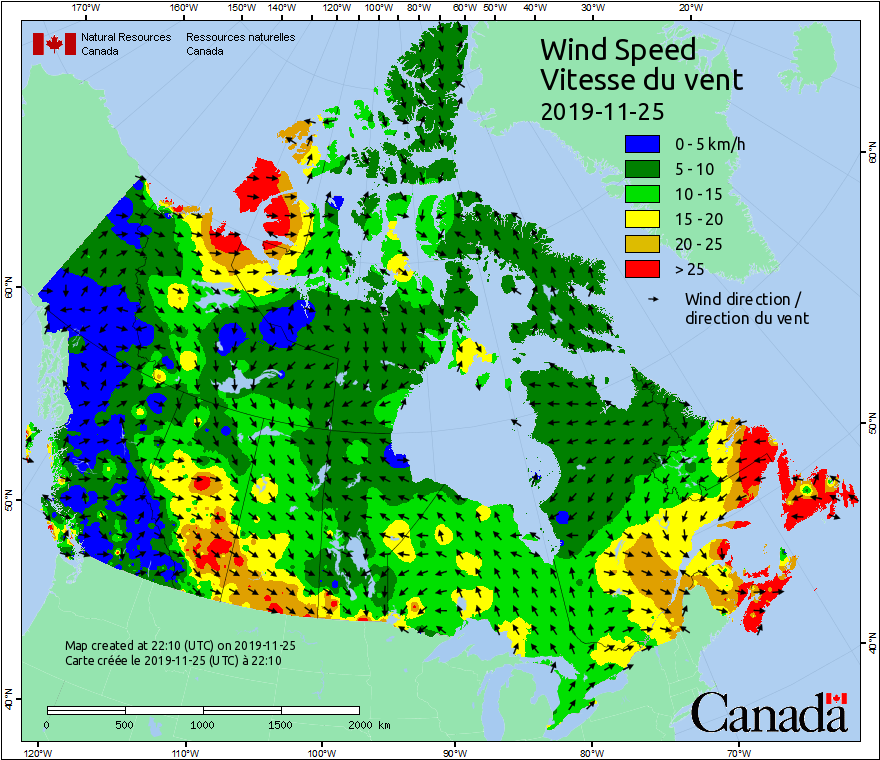 170°W 160°W 150°W 140°W 120°W 110°W 100°W 80°W 60°W 50°W 40°W 30°W 20°W
Natural Resources Ressources naturelles
Canada Canada
Wind Speed
Vitesse du vent
2019-11-25
0 - 5 km/h
5 - 10
10 - 15
15 - 20
20 - 25
> 25
Wind direction /
direction du vent
60°N
60°N
50°N
50°N
40°N
40°N
Map created at 22:10 (UTC) on 2019-11-25
Carte créée le 2019-11-25 (UTC) à 22:10
0 500 1000 1500 2000 km
Canada
120°W 110°W 100°W 90°W 80°W 70°W